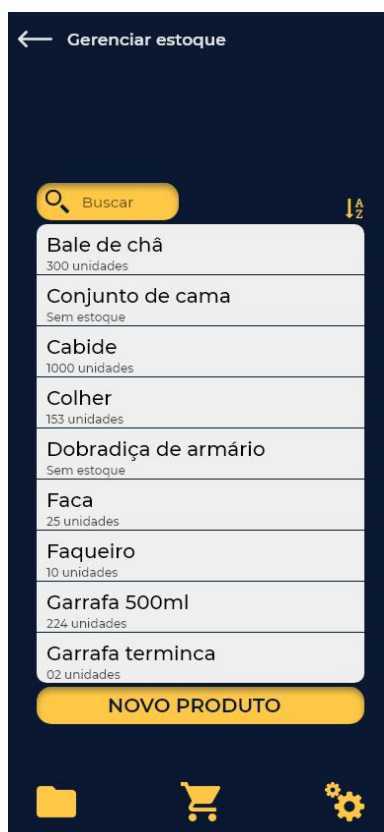 Gerenciar estoque
Buscar
A
Z
Bale de châ
300 unidades
Conjunto de cama
Sem estoque
Cabide
1000 unidades
Colher
153 unidades
Dobradiça de armário
Sem estoque
Faca
25 unidades
Faqueiro
10 unidades
Garrafa 500ml
224 unidades
Garrafa terminca
02 unidades
NOVO PRODUTO